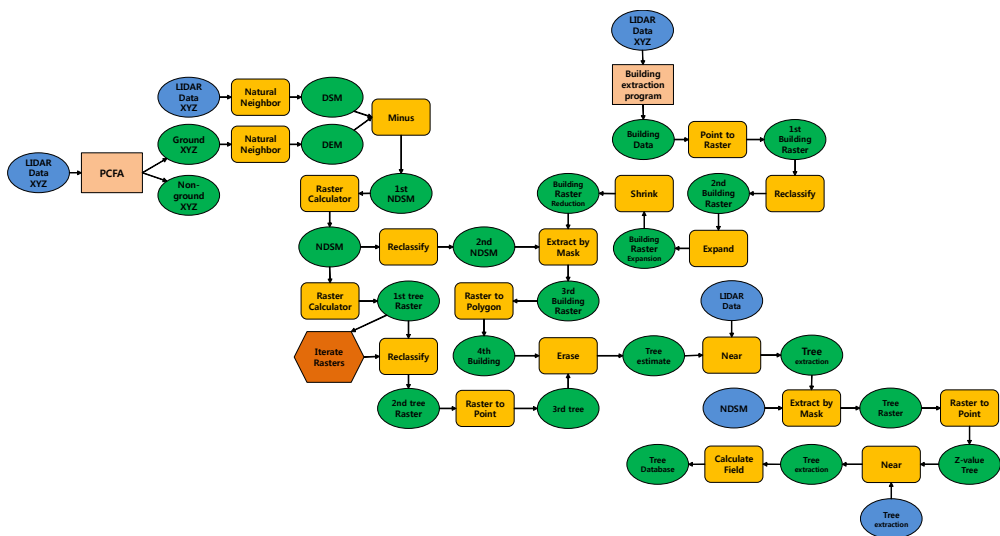 LIDAR
Data
XYZ
Building
extraction
program
LIDAR
Data
XYZ
Natural
Neighbor
DSM
Minus
Ground
XYZ
Natural
Neighbor
DEM
Building
Data
Point to
Raster
1st
Building
Raster
LIDAR
Data
XYZ
PCFA
Non-
ground
XYZ
Raster
Calculator
1st
NDSM
Building
Raster
Reduction
Shrink
2nd
Building
Raster
Reclassify
NDSM
Reclassify
2nd
NDSM
Extract by
Mask
Building
Raster
Expansion
Expand
Raster
Calculator
1st tree
Raster
Raster to
Polygon
3rd
Building
Raster
LIDAR
Data
Iterate
Rasters
Reclassify
4th
Building
Erase
Tree
estimate
Near
Tree
extraction
2nd tree
Raster
Raster to
Point
3rd tree
NDSM
Extract by
Mask
Tree
Raster
Raster to
Point
Tree
Database
Calculate
Field
Tree
extraction
Near
Z-value
Tree
Tree
extraction